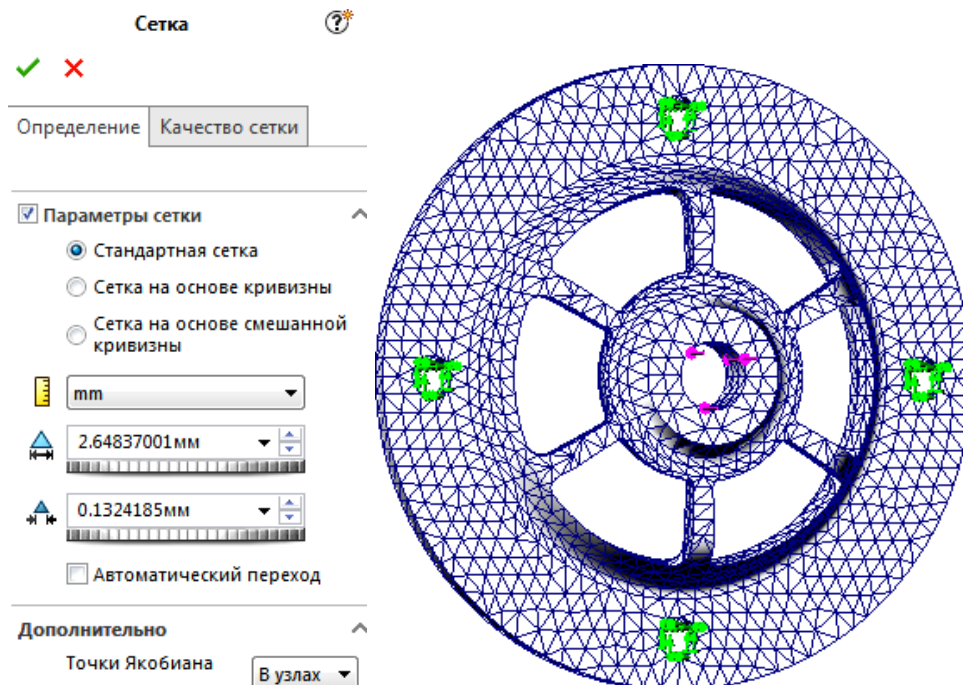 Сетка
Определение
Качество сетки
Параметры сетки
Стандартная сетка
Сетка на основе кривизны
Сетка на основе смешанной
кривизны
mm
2.64837001мм
0.1324185мм
Автоматический переход
Дополнительно
Точки Якобиана
В узлах